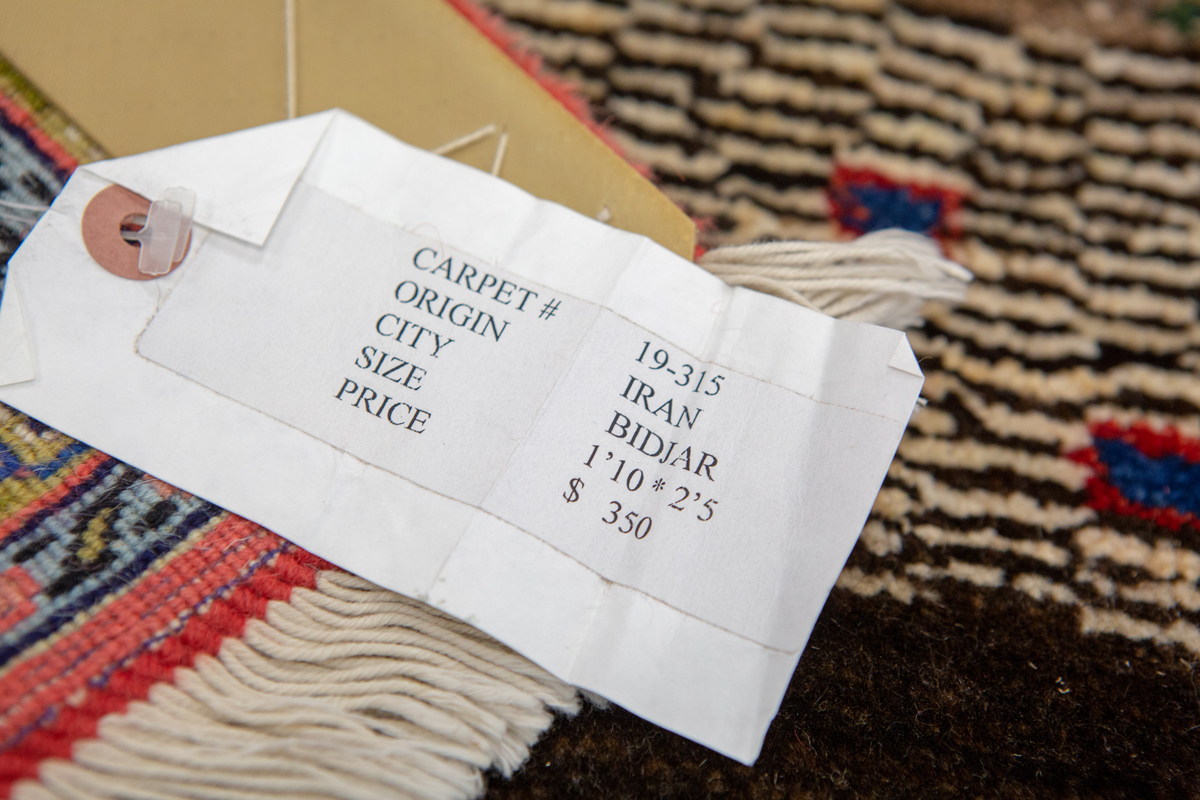 CARPET # 19-315
ORIGIN IRAN
CITY BIDJAR
SIZE 1’10 * 2’5
PRICE $ 350